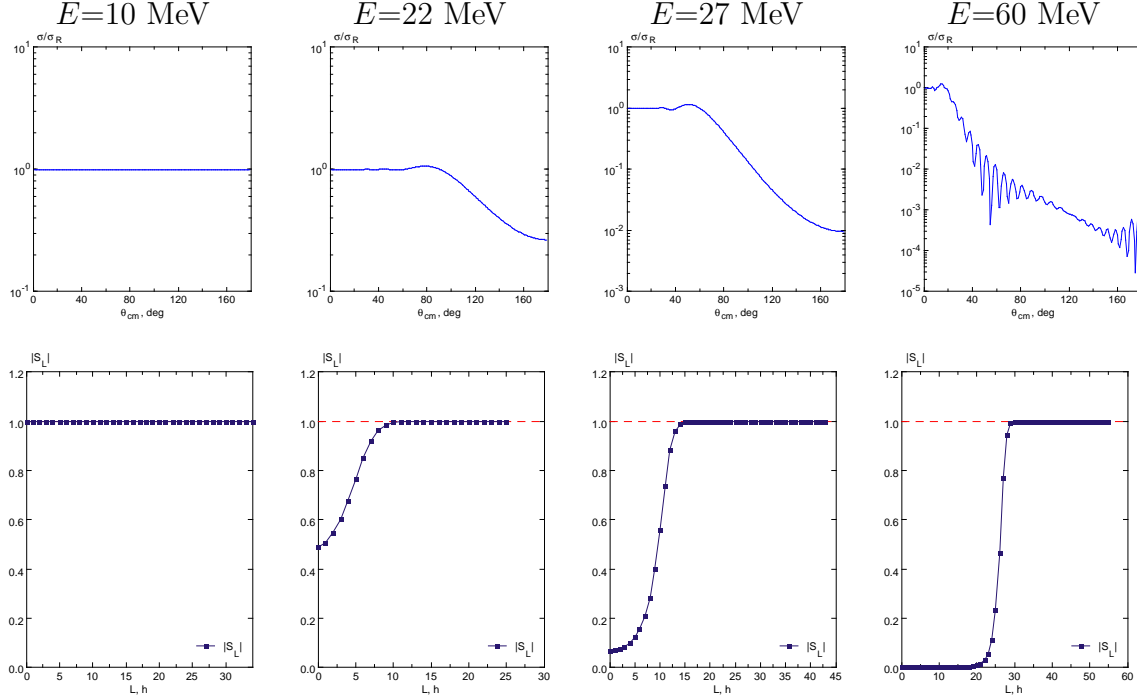 E=10 MeV
E=22 MeV
E=27 MeV
E=60 MeV
σ/σR
10^1
10^0
10^-1
0 40 80 120 160
θcm, deg
σ/σR
10^1
10^0
10^-1
0 40 80 120 160
θcm, deg
σ/σR
10^1
10^0
10^-1
10^-2
10^-3
0 40 80 120 160
θcm, deg
σ/σR
10^1
10^0
10^-1
10^-2
10^-3
10^-4
10^-5
0 40 80 120 160
θcm, deg
|S_L|
1.2
1.0
0.8
0.6
0.4
0.2
0.0
|S_L|
0 5 10 15 20 25 30
L, h
|S_L|
1.2
1.0
0.8
0.6
0.4
0.2
0.0
|S_L|
0 5 10 15 20 25 30
L, h
|S_L|
1.2
1.0
0.8
0.6
0.4
0.2
0.0
|S_L|
0 5 10 15 20 25 30 35 40 45
L, h
|S_L|
1.2
1.0
0.8
0.6
0.4
0.2
0.0
|S_L|
0 10 20 30 40 50 60
L, h